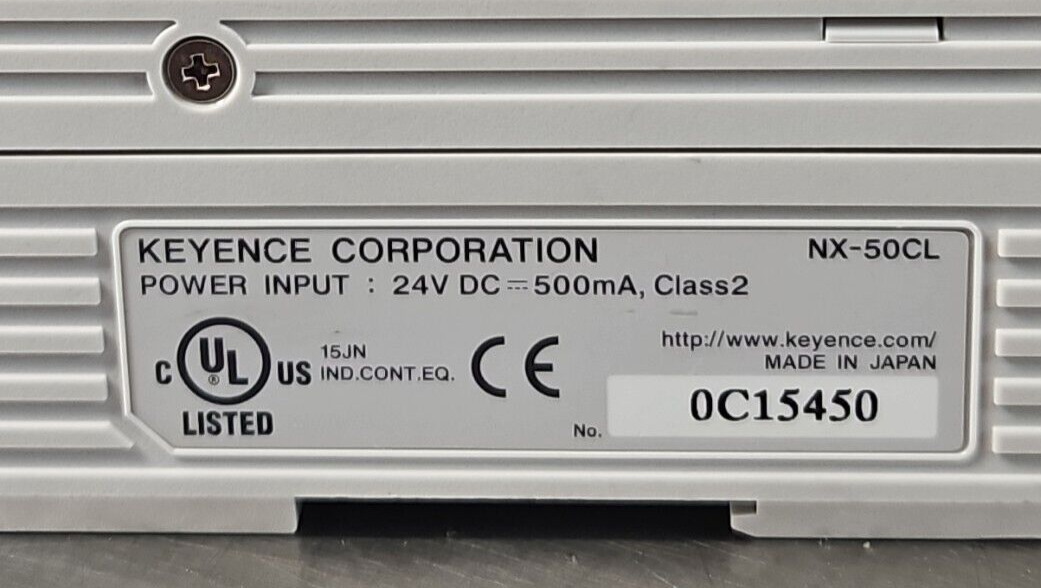 KEYENCE CORPORATION NX-50CL
POWER INPUT : 24V DC ⎓ 500mA, Class2
C UL ® US LISTED
15JN
IND.CONT.EQ.
CE
http://www.keyence.com/
MADE IN JAPAN
No. 0C15450